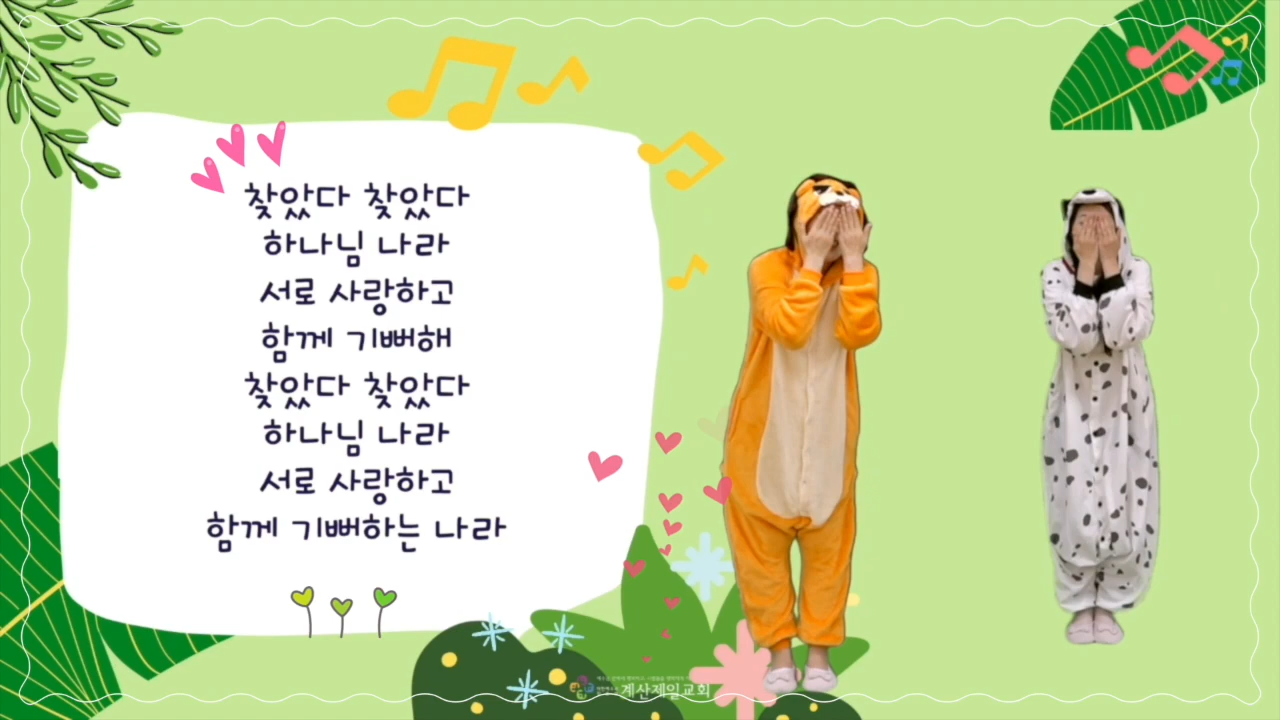 찾았다 찾았다
하나님 나라
서로 사랑하고
함께 기뻐해
찾았다 찾았다
하나님 나라
서로 사랑하고
함께 기뻐하는 나라
계산제일교회